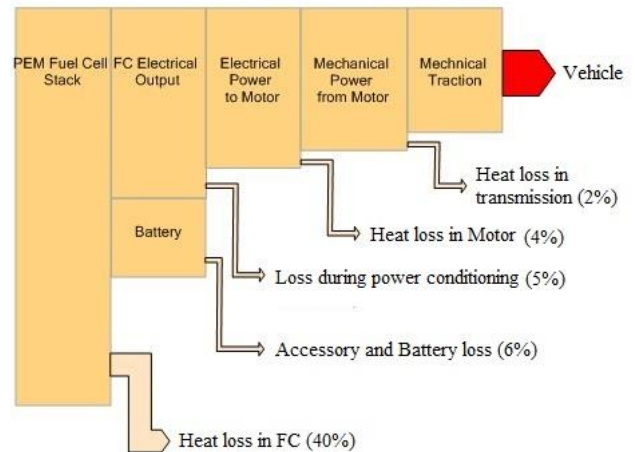 PEM Fuel Cell
Stack
FC Electrical
Output
Electrical
Power
to Motor
Mechanical
Power
from Motor
Mechnical
Traction
Vehicle
Heat loss in
transmission (2%)
Heat loss in Motor (4%)
Battery
Loss during power conditioning (5%)
Accessory and Battery loss (6%)
Heat loss in FC (40%)